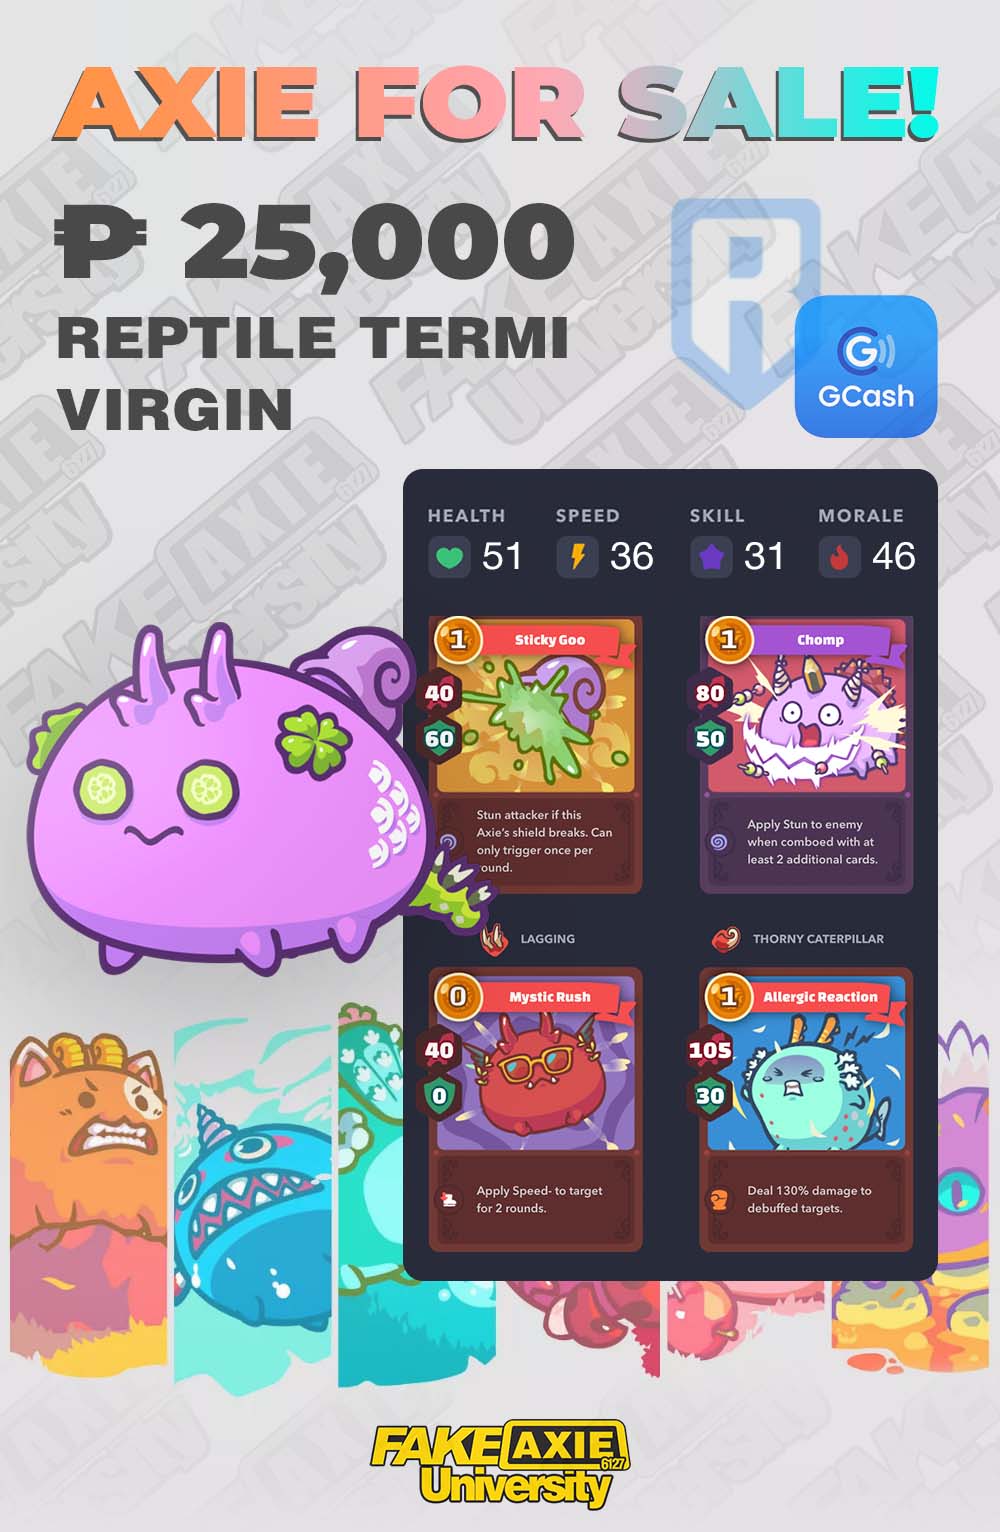 AXIE FOR SALE!
₱ 25,000
REPTILE TERMI
VIRGIN
GCash
HEALTH SPEED SKILL MORALE
51 36 31 46
1 Sticky Goo
40
60
Stun attacker if this
Axie's shield breaks. Can
only trigger once per
round.
1 Chomp
80
50
Apply Stun to enemy
when comboed with at
least 2 additional cards.
LAGGING
THORNY CATERPILLAR
0 Mystic Rush
40
0
Apply Speed- to target
for 2 rounds.
1 Allergic Reaction
105
30
Deal 130% damage to
debuffed targets.
FAKE AXIE
6127
University